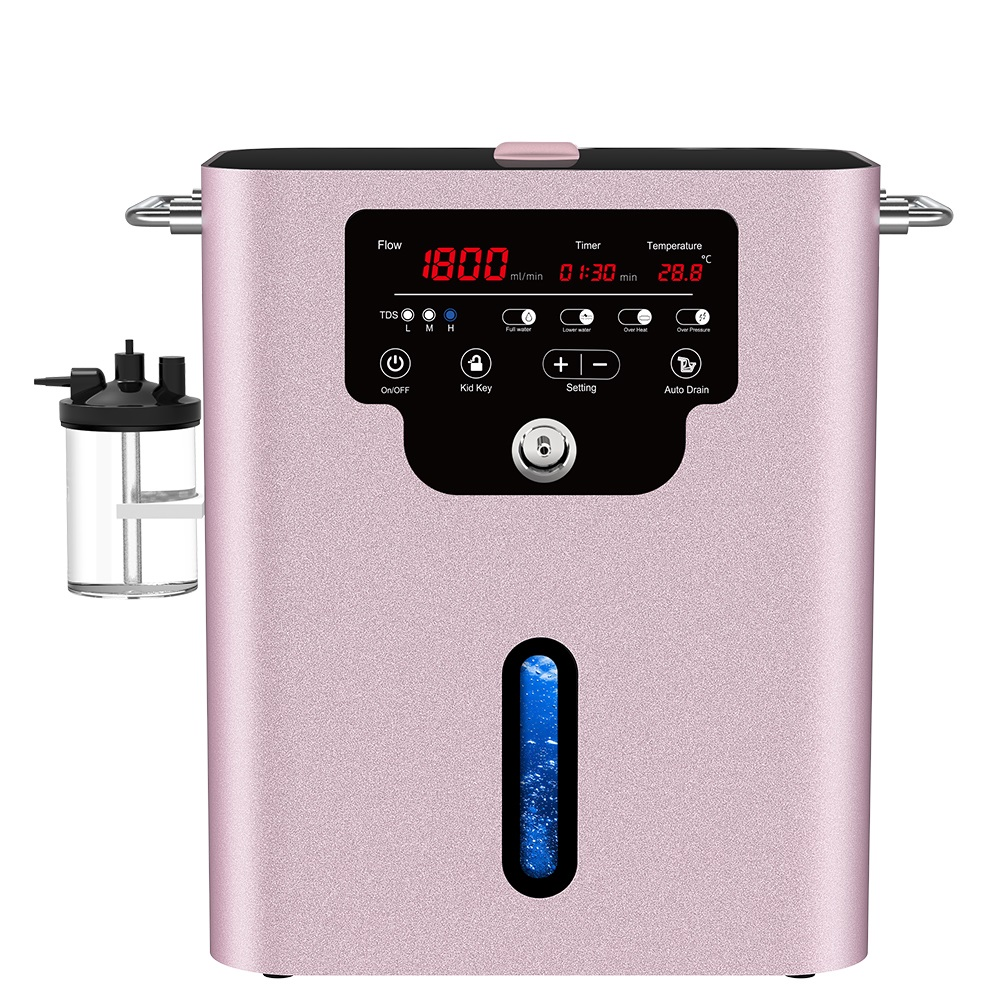 Flow Timer Temperature
1800 ml/min 01:30 min 28.8 °C
TDS
L M H Full water Lower water Over Heat Over Pressure
On/OFF Kid Key Setting Auto Drain